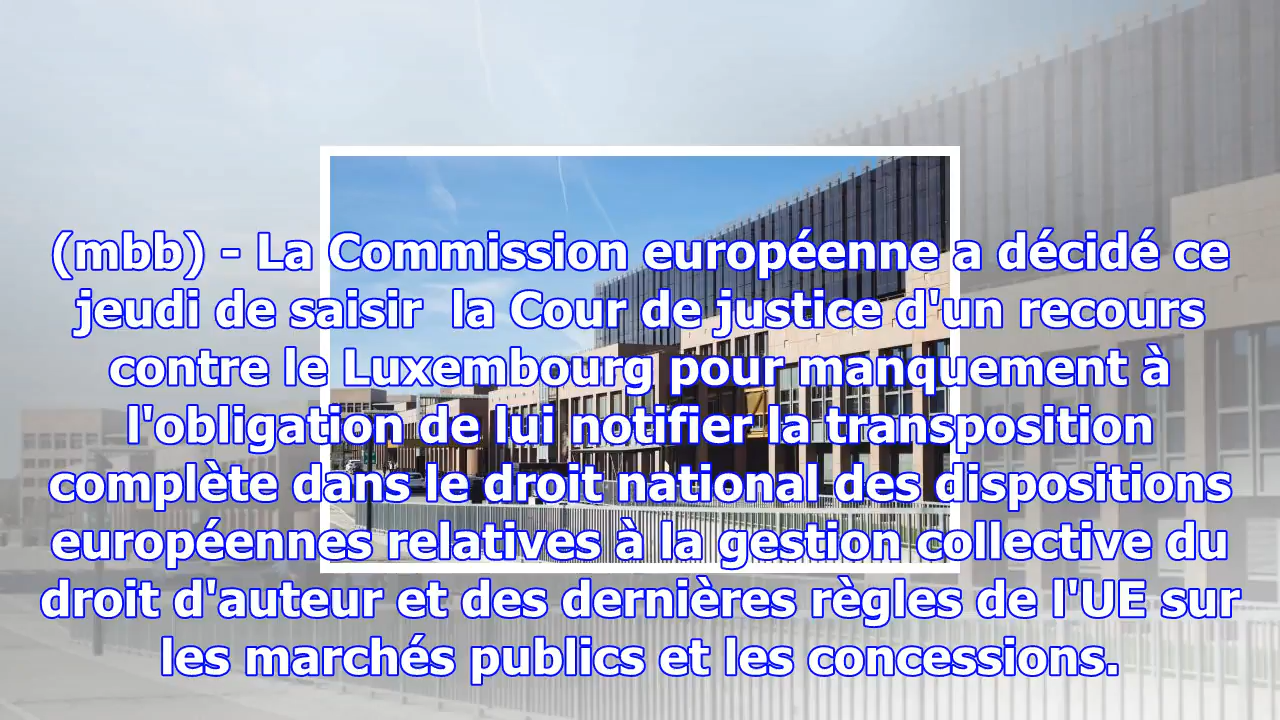 (mbb) - La Commission européenne a décidé ce
jeudi de saisir  la Cour de justice d'un recours
contre le Luxembourg pour manquement à
l'obligation de lui notifier la transposition
complète dans le droit national des dispositions
européennes relatives à la gestion collective du
droit d'auteur et des dernières règles de l'UE sur
les marchés publics et les concessions.